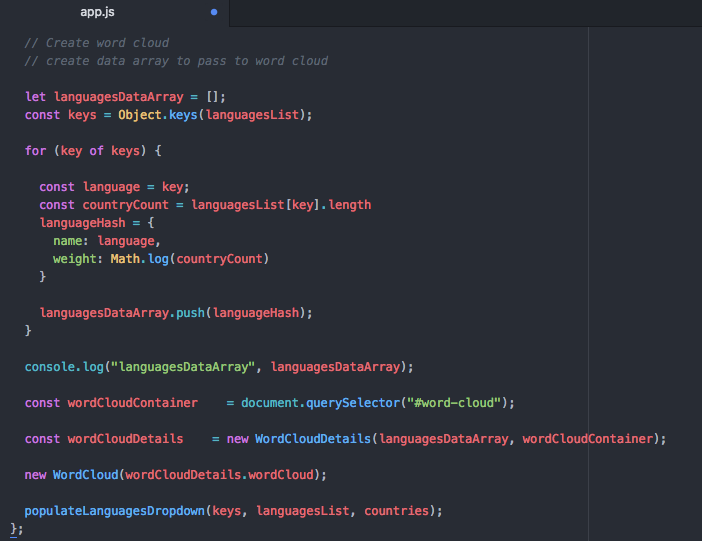 app.js
// Create word cloud
// create data array to pass to word cloud
let languagesDataArray = [];
const keys = Object.keys(languagesList);
for (key of keys) {
const language = key;
const countryCount = languagesList[key].length
languageHash = {
name: language,
weight: Math.log(countryCount)
}
languagesDataArray.push(languageHash);
}
console.log("languagesDataArray", languagesDataArray);
const wordCloudContainer    = document.querySelector("#word-cloud");
const wordCloudDetails    = new WordCloudDetails(languagesDataArray, wordCloudContainer);
new WordCloud(wordCloudDetails.wordCloud);
populateLanguagesDropdown(keys, languagesList, countries);
};